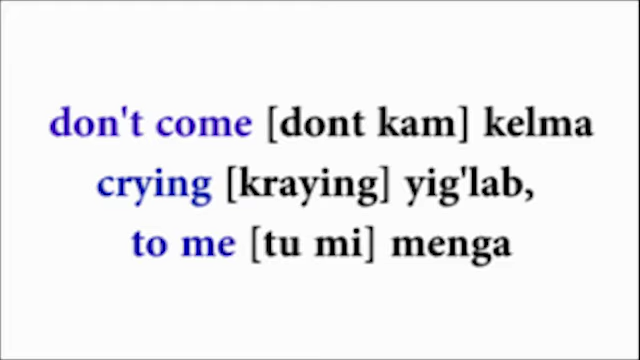 don't come [dont kam] kelma
crying [kraying] yig'lab,
to me [tu mi] menga